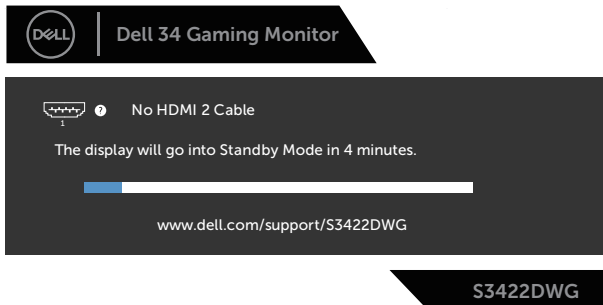 DELL
Dell 34 Gaming Monitor
?
No HDMI 2 Cable
1
The display will go into Standby Mode in 4 minutes.
www.dell.com/support/S3422DWG
S3422DWG